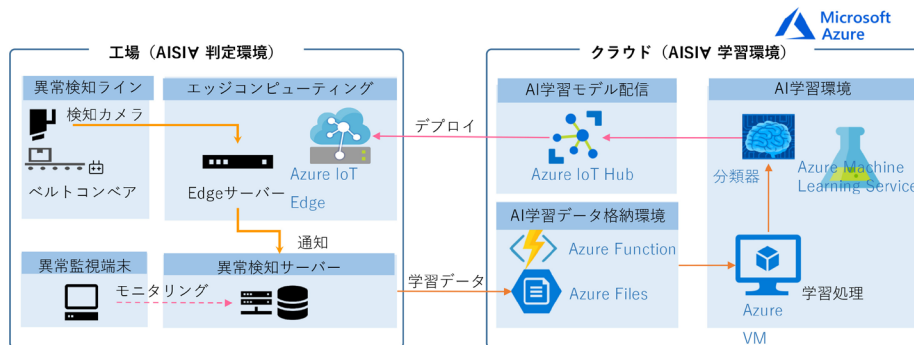 Microsoft
Azure
工場（AISI∀ 判定環境）
異常検知ライン
検知カメラ
ベルトコンベア
エッジコンピューティング
Azure IoT
Edge
Edgeサーバー
通知
異常監視端末
モニタリング
異常検知サーバー
デプロイ
学習データ
クラウド（AISI∀ 学習環境）
AI学習モデル配信
Azure IoT Hub
AI学習データ格納環境
Azure Function
Azure Files
AI学習環境
分類器
Azure Machine
Learning Service
学習処理
Azure
VM